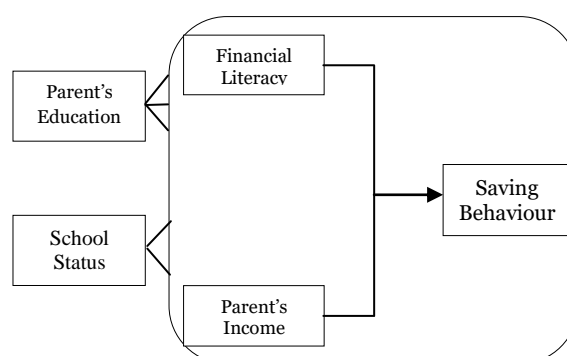 Financial
Literacy
Parent's
Education
Saving
Behaviour
School
Status
Parent's
Income